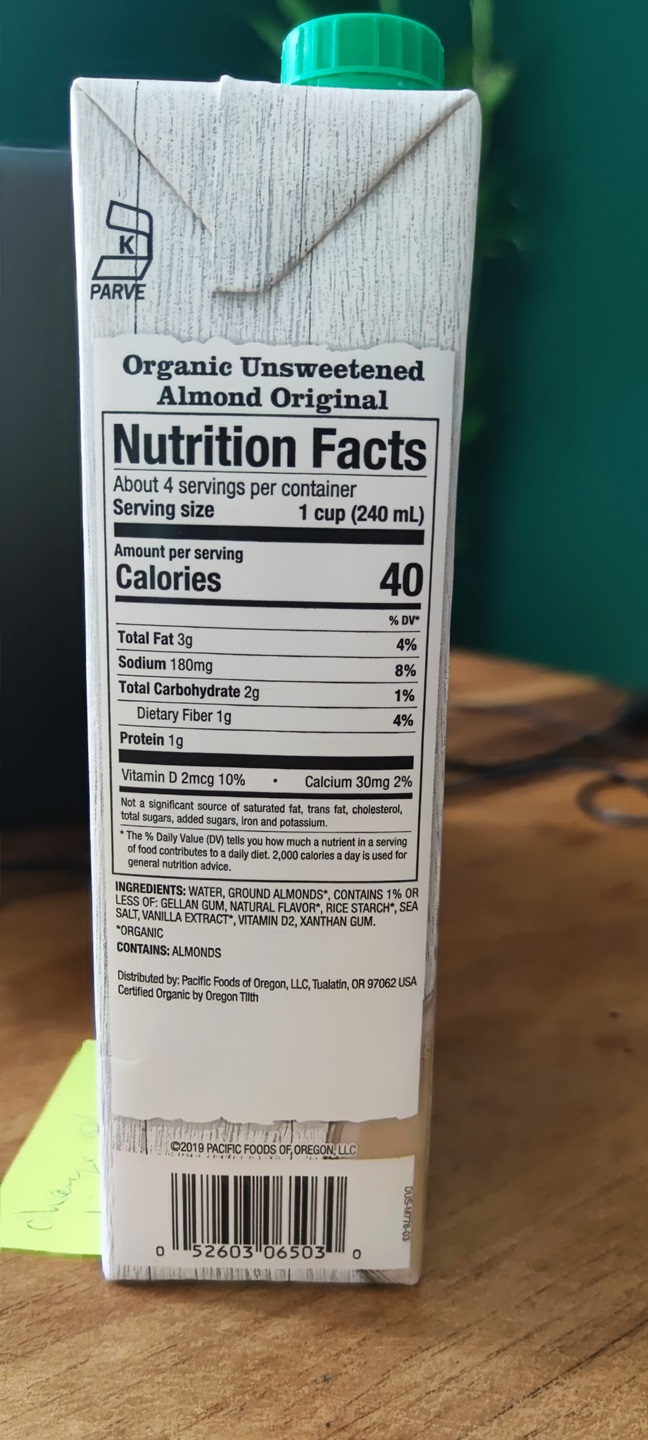 K
PARVE
Organic Unsweetened
Almond Original
Nutrition Facts
About 4 servings per container
Serving size 1 cup (240 mL)
Amount per serving
Calories 40
% DV*
Total Fat 3g 4%
Sodium 180mg 8%
Total Carbohydrate 2g 1%
Dietary Fiber 1g 4%
Protein 1g
Vitamin D 2mcg 10% • Calcium 30mg 2%
Not a significant source of saturated fat, trans fat, cholesterol,
total sugars, added sugars, iron and potassium.
* The % Daily Value (DV) tells you how much a nutrient in a serving
of food contributes to a daily diet. 2,000 calories a day is used for
general nutrition advice.
INGREDIENTS: WATER, GROUND ALMONDS*, CONTAINS 1% OR
LESS OF: GELLAN GUM, NATURAL FLAVOR*, RICE STARCH*, SEA
SALT, VANILLA EXTRACT*, VITAMIN D2, XANTHAN GUM.
*ORGANIC
CONTAINS: ALMONDS
Distributed by: Pacific Foods of Oregon, LLC, Tualatin, OR 97062 USA
Certified Organic by Oregon Tilth
©2019 PACIFIC FOODS OF OREGON, LLC
0 52603 06503 0